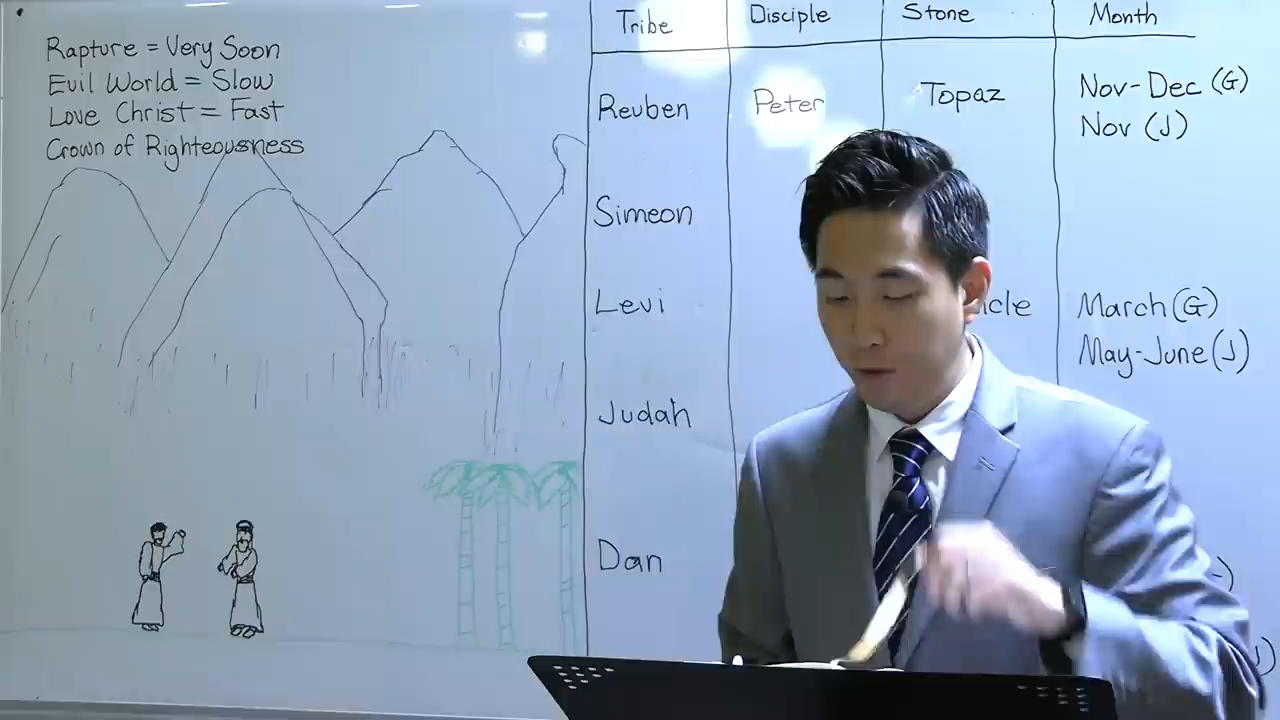 Rapture = Very Soon
Evil World = Slow
Love Christ = Fast
Crown of Righteousness
Tribe Disciple Stone Month
Reuben Peter Topaz Nov-Dec (G)
Nov (J)
Simeon
Levi March (G)
May-June (J)
Judah
Dan